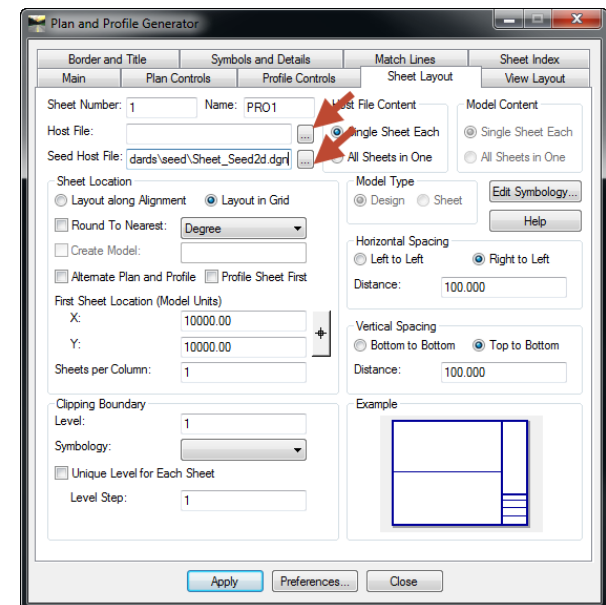 Plan and Profile Generator
Border and Title Symbols and Details Match Lines Sheet Index
Main Plan Controls Profile Controls Sheet Layout View Layout
Sheet Number: 1 Name: PRO1
Host File: ...
Seed Host File: dards\seed\Sheet_Seed2d.dgn ...
Host File Content
Single Sheet Each
All Sheets in One
Model Content
Single Sheet Each
All Sheets in One
Sheet Location
Layout along Alignment Layout in Grid
Round To Nearest: Degree
Create Model:
Alternate Plan and Profile Profile Sheet First
First Sheet Location (Model Units)
X: 10000.00
Y: 10000.00
Sheets per Column: 1
Model Type
Design Sheet
Edit Symbology...
Help
Horizontal Spacing
Left to Left Right to Left
Distance: 100.000
Vertical Spacing
Bottom to Bottom Top to Bottom
Distance: 100.000
Clipping Boundary
Level: 1
Symbology:
Unique Level for Each Sheet
Level Step: 1
Example
Apply Preferences... Close